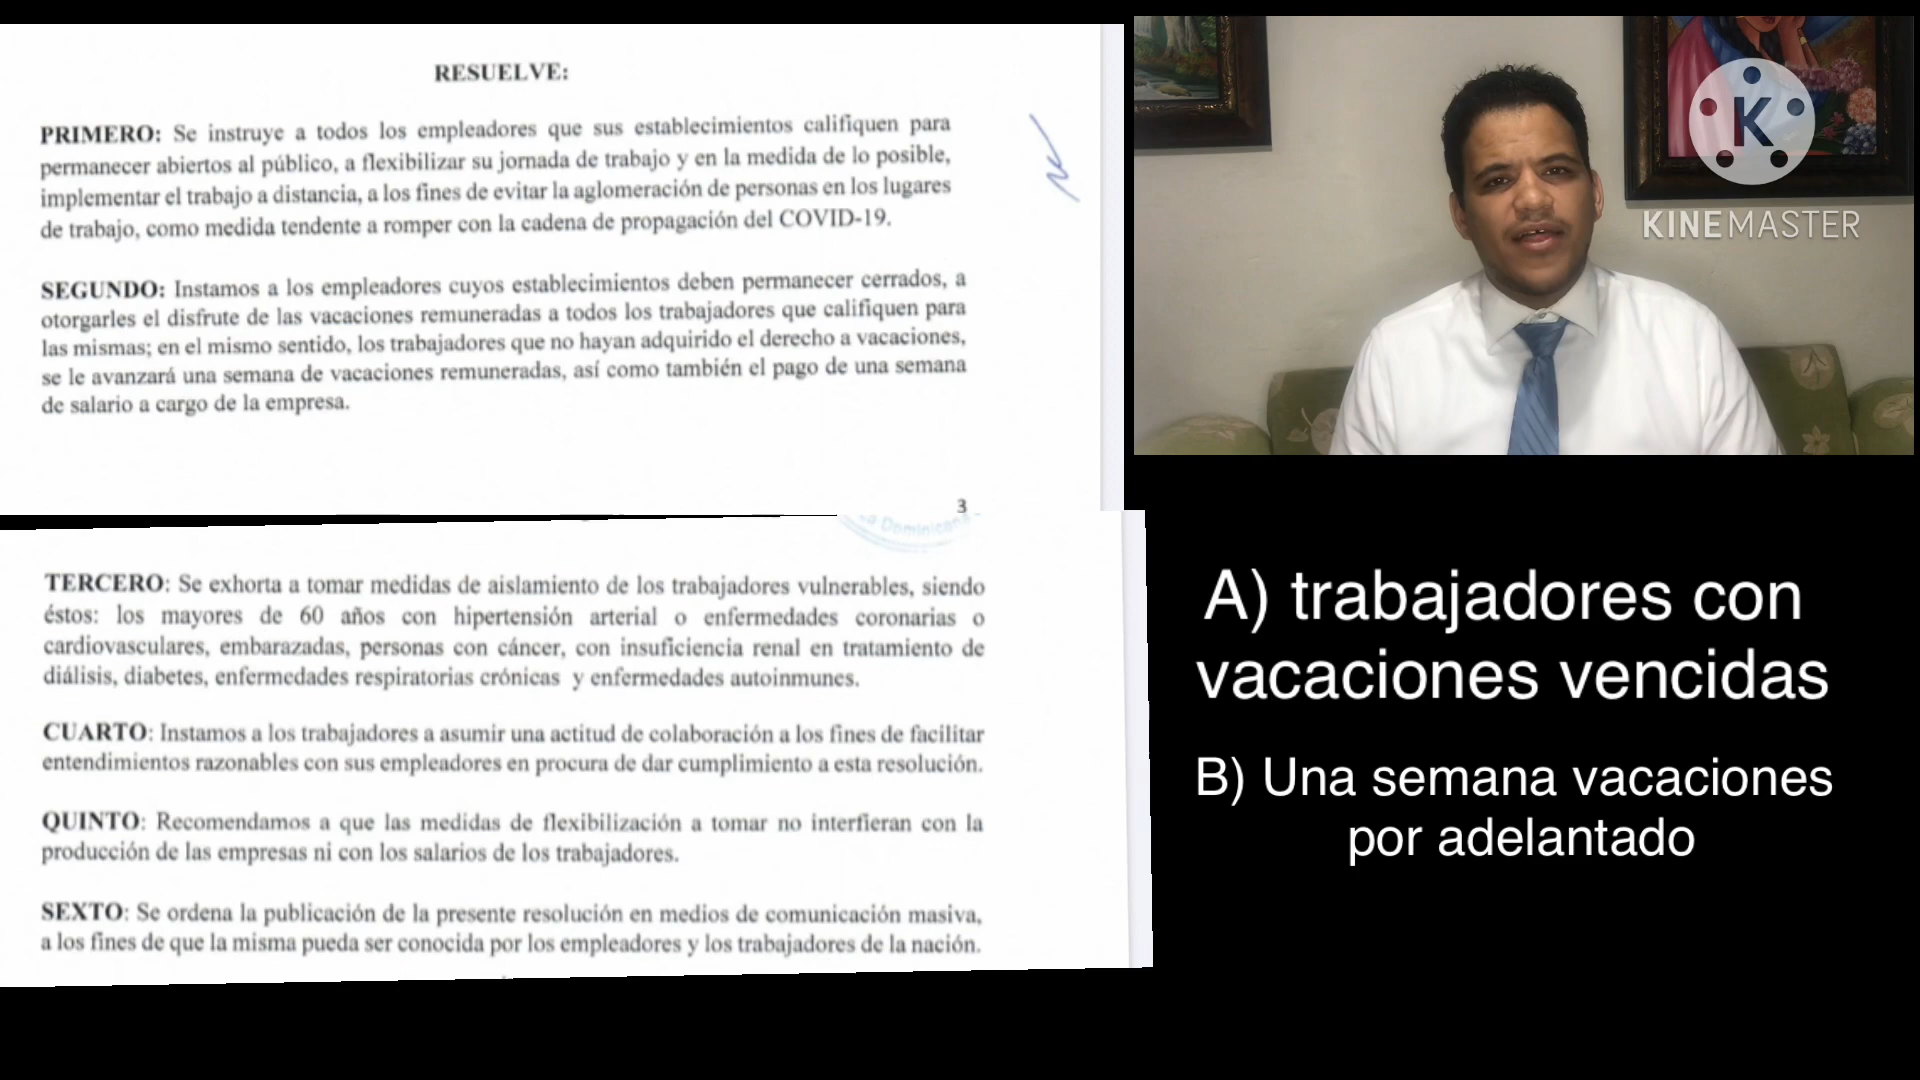 RESUELVE:
PRIMERO: Se instruye a todos los empleadores que sus establecimientos califiquen para
permanecer abiertos al público, a flexibilizar su jornada de trabajo y en la medida de lo posible,
implementar el trabajo a distancia, a los fines de evitar la aglomeración de personas en los lugares
de trabajo, como medida tendente a romper con la cadena de propagación del COVID-19.
SEGUNDO: Instamos a los empleadores cuyos establecimientos deben permanecer cerrados, a
otorgarles el disfrute de las vacaciones remuneradas a todos los trabajadores que califiquen para
las mismas; en el mismo sentido, los trabajadores que no hayan adquirido el derecho a vacaciones,
se le avanzará una semana de vacaciones remuneradas, así como también el pago de una semana
de salario a cargo de la empresa.
3
Dominicana
TERCERO: Se exhorta a tomar medidas de aislamiento de los trabajadores vulnerables, siendo
éstos: los mayores de 60 años con hipertensión arterial o enfermedades coronarias o
cardiovasculares, embarazadas, personas con cáncer, con insuficiencia renal en tratamiento de
diálisis, diabetes, enfermedades respiratorias crónicas y enfermedades autoinmunes.
CUARTO: Instamos a los trabajadores a asumir una actitud de colaboración a los fines de facilitar
entendimientos razonables con sus empleadores en procura de dar cumplimiento a esta resolución.
QUINTO: Recomendamos a que las medidas de flexibilización a tomar no interfieran con la
producción de las empresas ni con los salarios de los trabajadores.
SEXTO: Se ordena la publicación de la presente resolución en medios de comunicación masiva,
a los fines de que la misma pueda ser conocida por los empleadores y los trabajadores de la nación.
K
KINEMASTER
A) trabajadores con
vacaciones vencidas
B) Una semana vacaciones
por adelantado